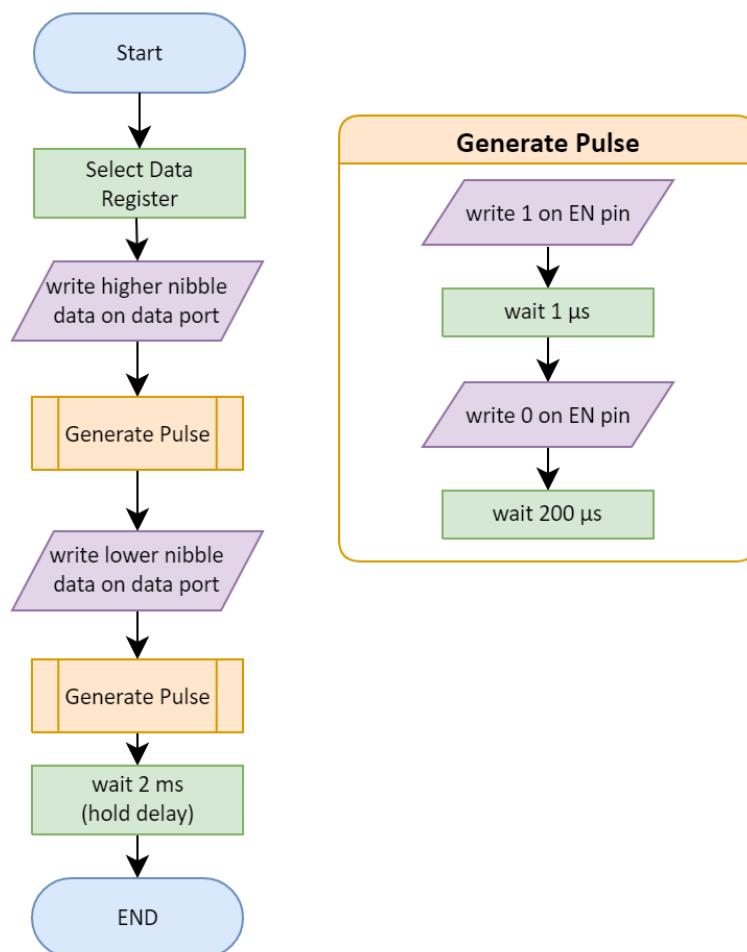 Start
Select Data
Register
write higher nibble
data on data port
Generate Pulse
write lower nibble
data on data port
Generate Pulse
wait 2 ms
(hold delay)
END
Generate Pulse
write 1 on EN pin
wait 1 µs
write 0 on EN pin
wait 200 µs